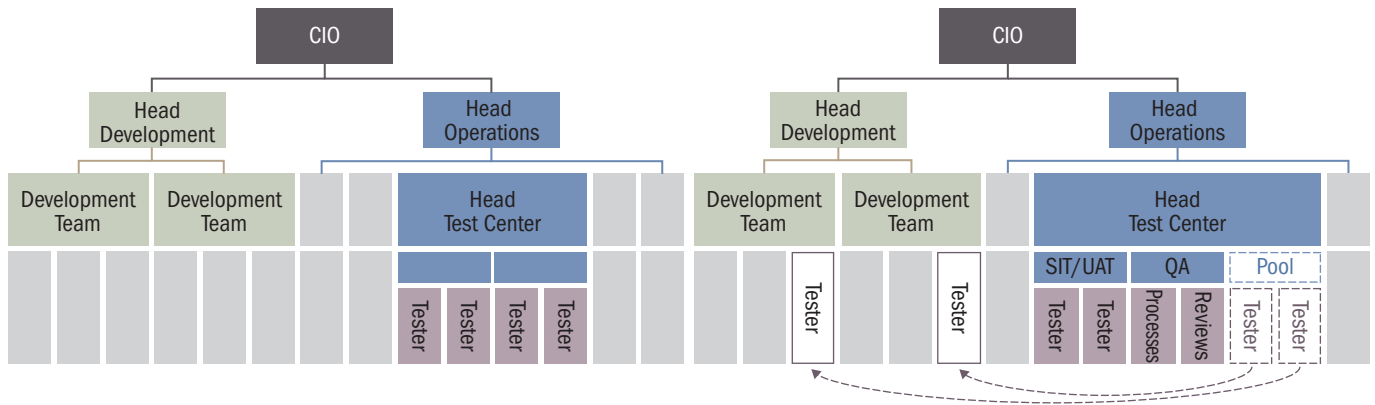 CIO
Head
Development
Head
Operations
Development
Team
Development
Team
Head
Test Center
Tester
Tester
Tester
Tester
CIO
Head
Development
Head
Operations
Development
Team
Development
Team
Head
Test Center
SIT/UAT
QA
Pool
Tester
Tester
Tester
Tester
Processes
Reviews
Tester
Tester